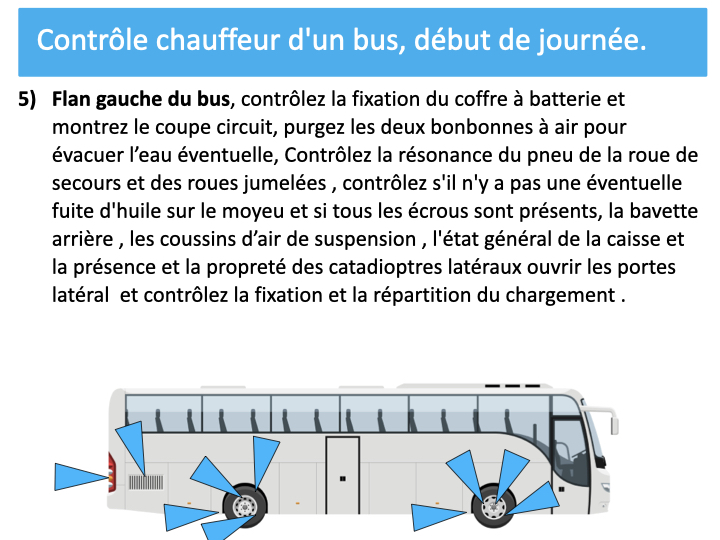 Contrôle chauffeur d'un bus, début de journée.
5) Flan gauche du bus, contrôlez la fixation du coffre à batterie et
montrez le coupe circuit, purgez les deux bonbonnes à air pour
évacuer l’eau éventuelle, Contrôlez la résonance du pneu de la roue de
secours et des roues jumelées , contrôlez s'il n'y a pas une éventuelle
fuite d'huile sur le moyeu et si tous les écrous sont présents, la bavette
arrière , les coussins d’air de suspension , l'état général de la caisse et
la présence et la propreté des catadioptres latéraux ouvrir les portes
latéral  et contrôlez la fixation et la répartition du chargement .